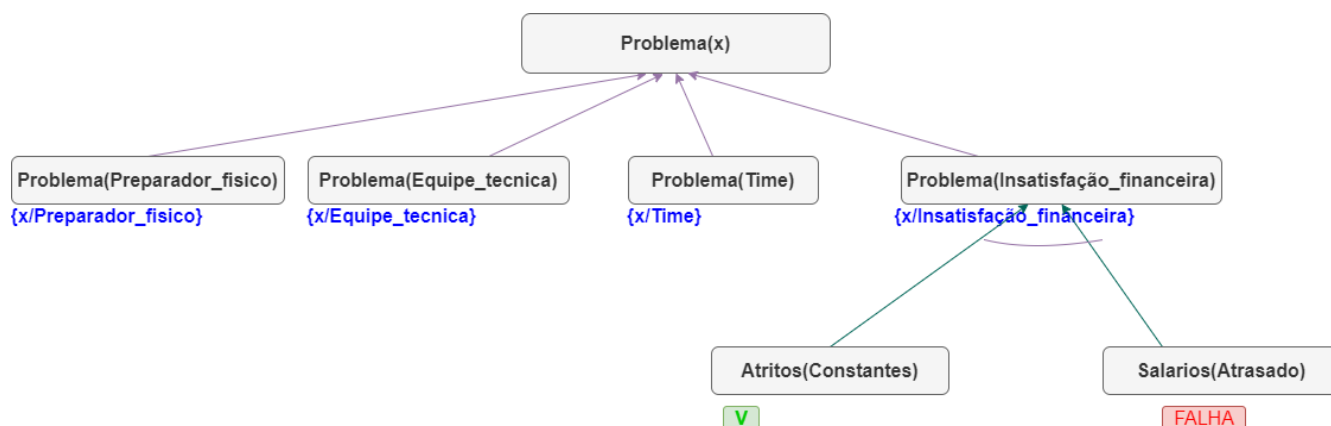 Problema(x)
Problema(Preparador_fisico)
Problema(Equipe_tecnica)
Problema(Time)
Problema(Insatisfação_financeira)
{x/Preparador_fisico}
{x/Equipe_tecnica}
{x/Time}
{x/Insatisfação_financeira}
Atritos(Constantes)
Salarios(Atrasado)
V
FALHA